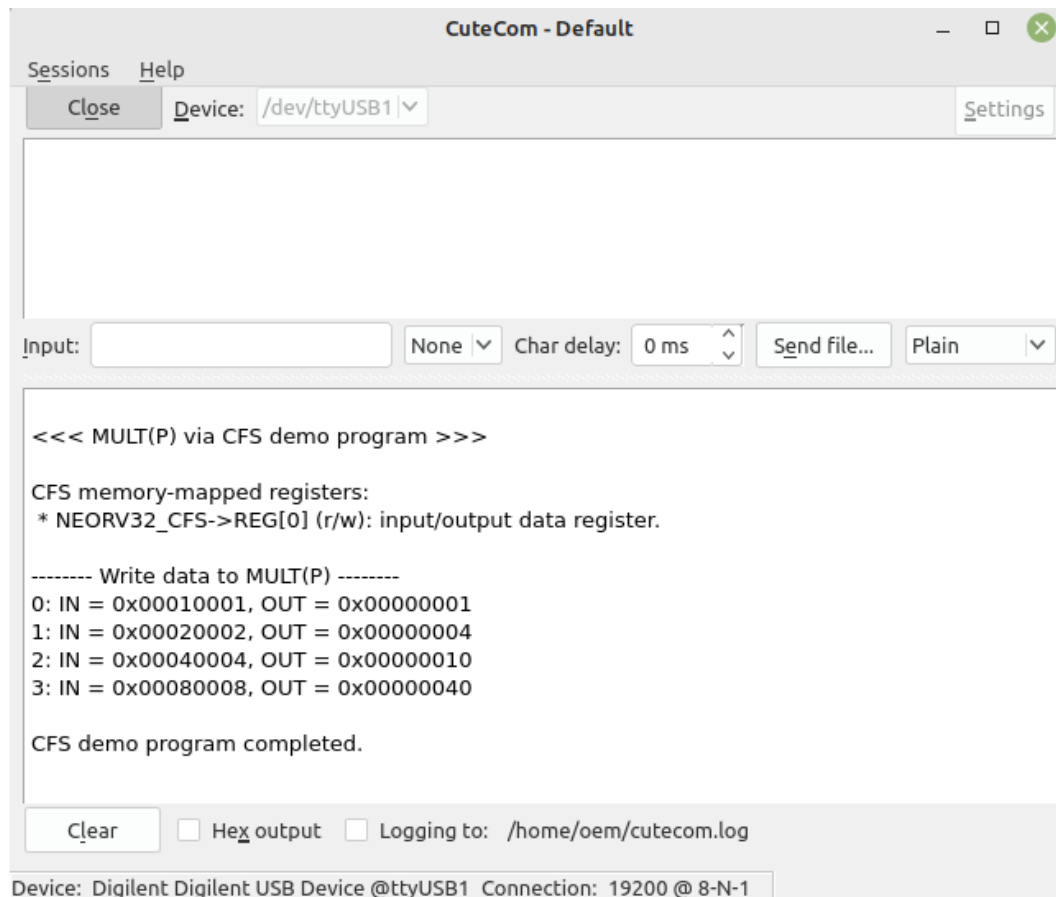 CuteCom - Default
Sessions Help
Close Device: /dev/ttyUSB1 Settings
Input: None Char delay: 0 ms Send file... Plain
<<< MULT(P) via CFS demo program >>>
CFS memory-mapped registers:
* NEORV32_CFS->REG[0] (r/w): input/output data register.
-------- Write data to MULT(P) --------
0: IN = 0x00010001, OUT = 0x00000001
1: IN = 0x00020002, OUT = 0x00000004
2: IN = 0x00040004, OUT = 0x00000010
3: IN = 0x00080008, OUT = 0x00000040
CFS demo program completed.
Clear Hex output Logging to: /home/oem/cutecom.log
Device: Digilent Digilent USB Device @ttyUSB1 Connection: 19200 @ 8-N-1